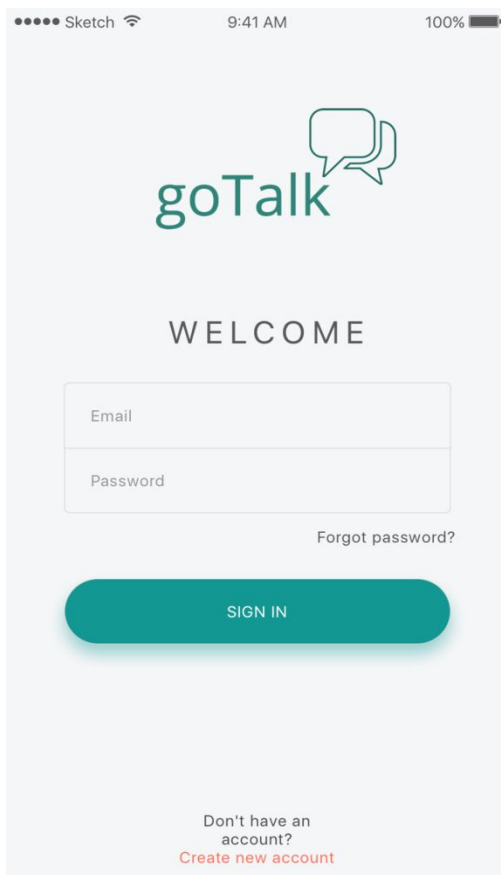 Sketch 9:41 AM 100%
goTalk
WELCOME
Email
Password
Forgot password?
SIGN IN
Don't have an
account?
Create new account